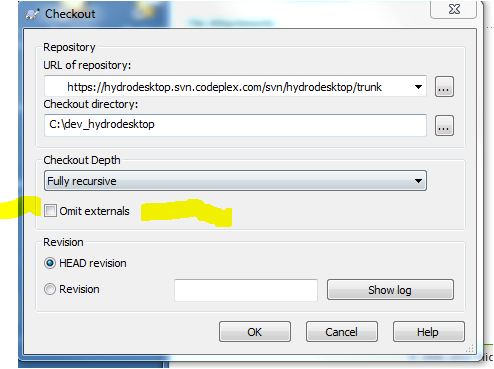 Checkout
Repository
URL of repository:
https://hydrodesktop.svn.codeplex.com/svn/hydrodesktop/trunk
...
Checkout directory:
C:\dev_hydrodesktop
...
Checkout Depth
Fully recursive
Omit externals
Revision
HEAD revision
Revision
Show log
OK Cancel Help